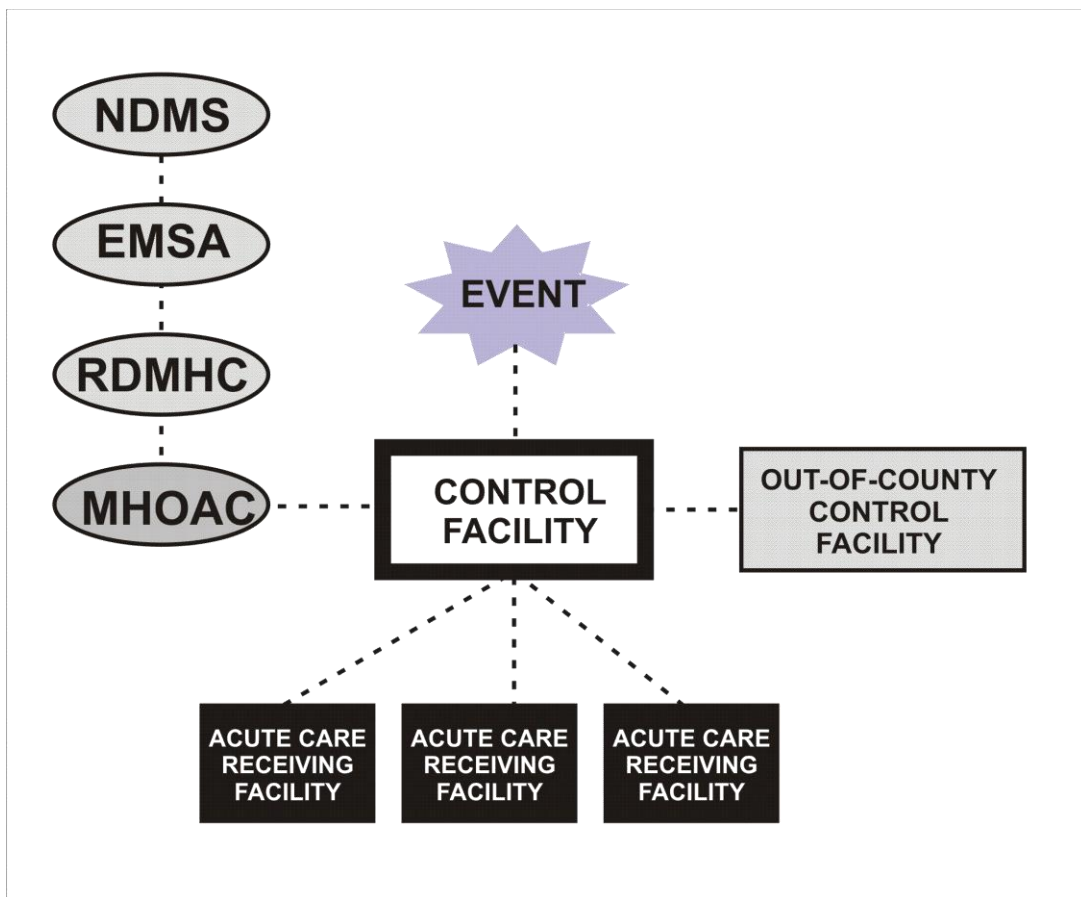 NDMS
EMSA
EVENT
RDMHC
MHOAC
CONTROL
FACILITY
OUT-OF-COUNTY
CONTROL
FACILITY
ACUTE CARE
RECEIVING
FACILITY
ACUTE CARE
RECEIVING
FACILITY
ACUTE CARE
RECEIVING
FACILITY